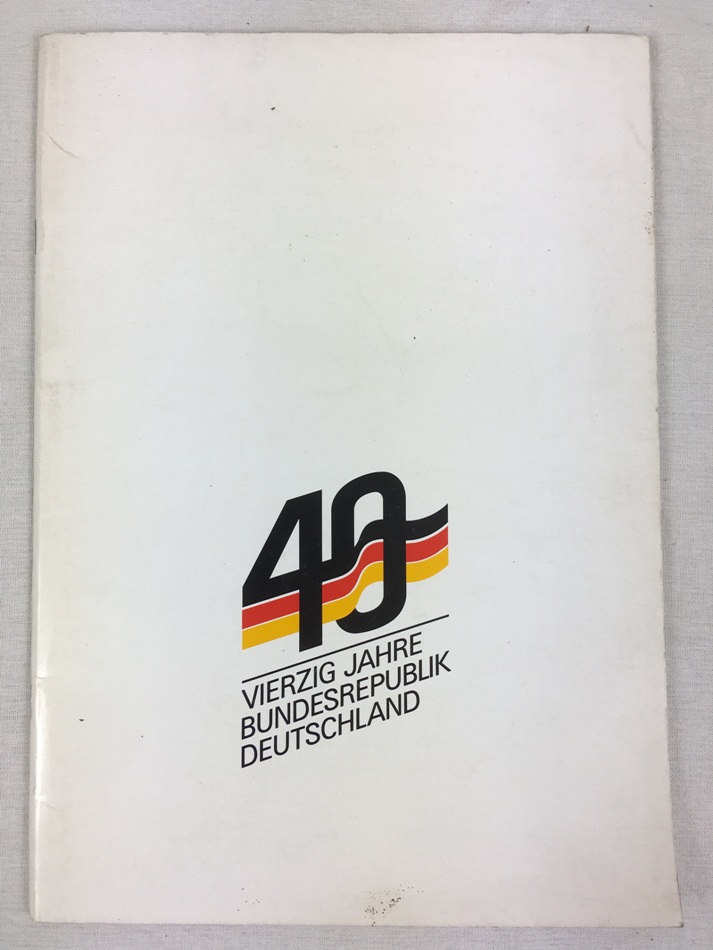 40
VIERZIG JAHRE
BUNDESREPUBLIK
DEUTSCHLAND